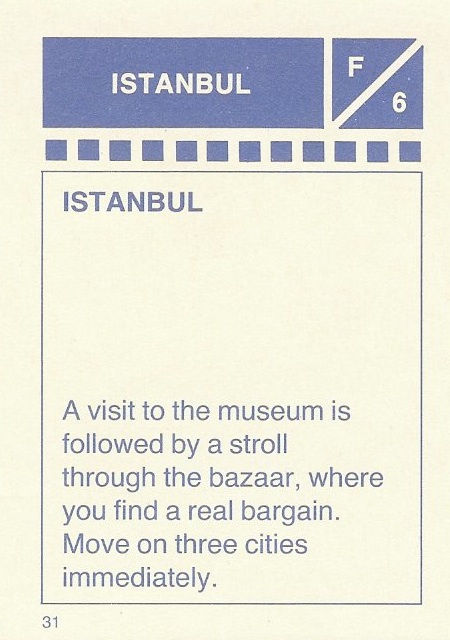 ISTANBUL
F
6
ISTANBUL
A visit to the museum is
followed by a stroll
through the bazaar, where
you find a real bargain.
Move on three cities
immediately.
31